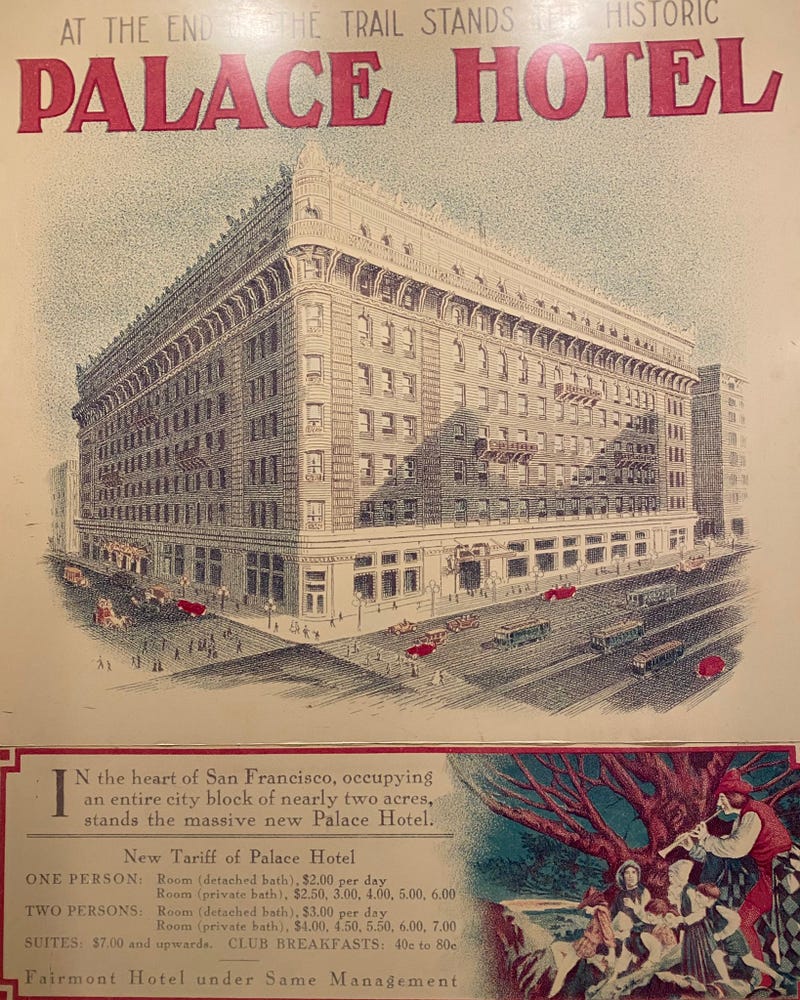 AT THE END THE TRAIL STANDS HISTORIC
PALACE HOTEL
IN the heart of San Francisco, occupying
an entire city block of nearly two acres,
stands the massive new Palace Hotel.
New Tariff of Palace Hotel
ONE PERSON: Room (detached bath), $2.00 per day
Room (private bath), $2.50, 3.00, 4.00, 5.00, 6.00
TWO PERSONS: Room (detached bath), $3.00 per day
Room (private bath), $4.00, 4.50, 5.50, 6.00, 7.00
SUITES: $7.00 and upwards. CLUB BREAKFASTS: 40c to 80c
Fairmont Hotel under Same Management